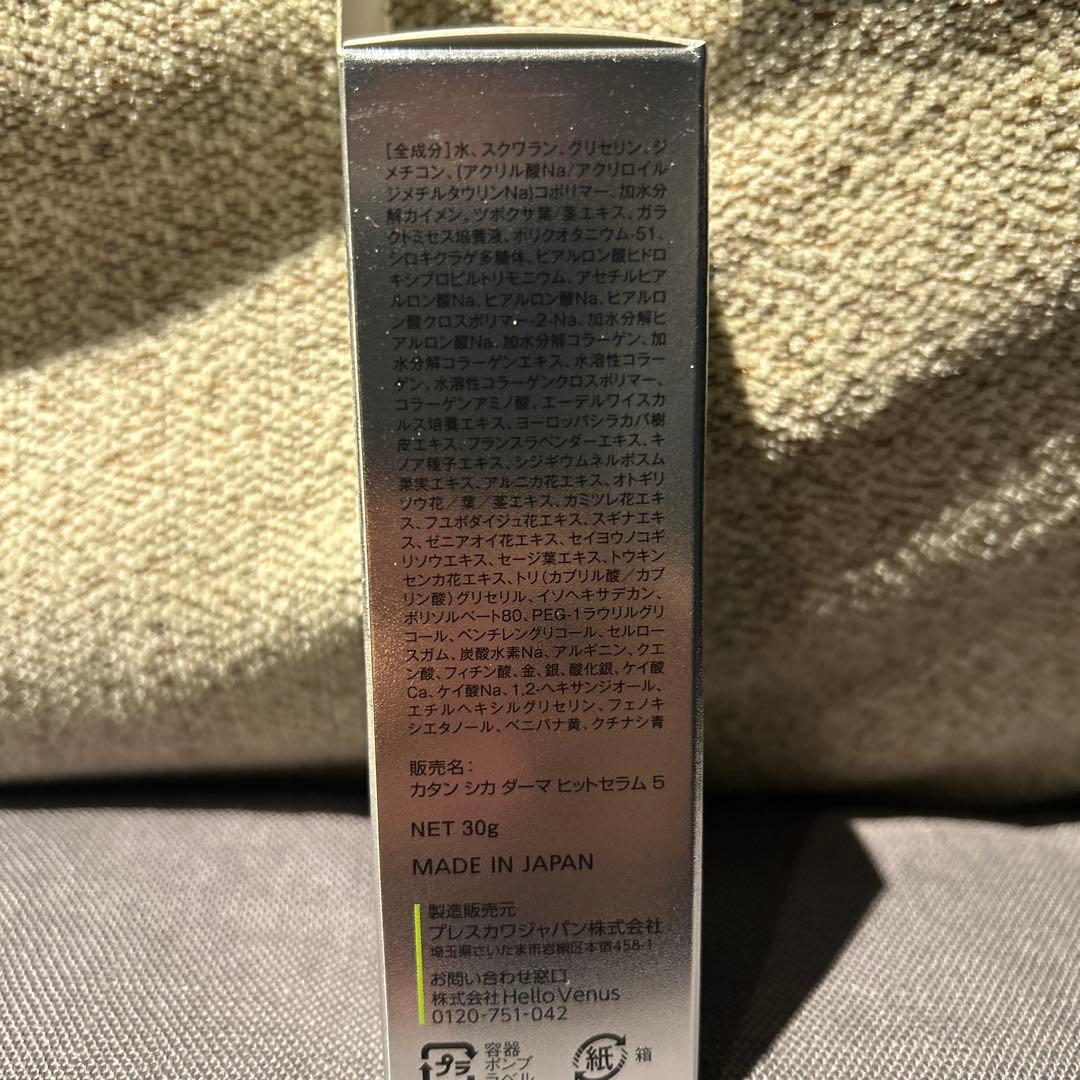 [全成分]水、スクワラン、グリセリン、ジ
メチコン、(アクリル酸Na/アクリロイル
ジメチルタウリンNa)コポリマー、加水分
解カイメン、ツボクサ葉/茎エキス、ガラ
クトミセス培養液、ポリクオタニウム-51、
シロキクラゲ多糖体、ヒアルロン酸ヒドロ
キシプロピルトリモニウム、アセチルヒア
ルロン酸Na、ヒアルロン酸Na、ヒアルロ
ン酸クロスポリマー-2-Na、加水分解ヒ
アルロン酸Na、加水分解コラーゲン、加
水分解コラーゲンエキス、水溶性コラー
ゲン、水溶性コラーゲンクロスポリマー、
コラーゲンアミノ酸、エーデルワイスカ
ルス培養エキス、ヨーロッパシラカバ樹
皮エキス、フランスラベンダーエキス、キ
ノア種子エキス、シジギウムネルボスム
果実エキス、アルニカ花エキス、オトギリ
ソウ花/葉/茎エキス、カミツレ花エキ
ス、フユボダイジュ花エキス、スギナエキ
ス、ゼニアオイ花エキス、セイヨウノコギ
リソウエキス、セージ葉エキス、トウキン
センカ花エキス、トリ(カプリル酸/カプ
リン酸)グリセリル、イソヘキサデカン、
ポリソルベート80、PEG-1ラウリルグリ
コール、ペンチレングリコール、セルロー
スガム、炭酸水素Na、アルギニン、クエ
ン酸、フィチン酸、金、銀、酸化銀、ケイ酸
Ca、ケイ酸Na、1,2-ヘキサンジオール、
エチルヘキシルグリセリン、フェノキ
シエタノール、ベニバナ黄、クチナシ青
販売名:
カタン シカ ダーマ ヒットセラム 5
NET 30g
MADE IN JAPAN
製造販売元
プレスカワジャパン株式会社
埼玉県さいたま市岩槻区本宿458-1
お問い合わせ窓口
株式会社Hello Venus
0120-751-042
プラ 容器
ポンプ
ラベル
紙 箱